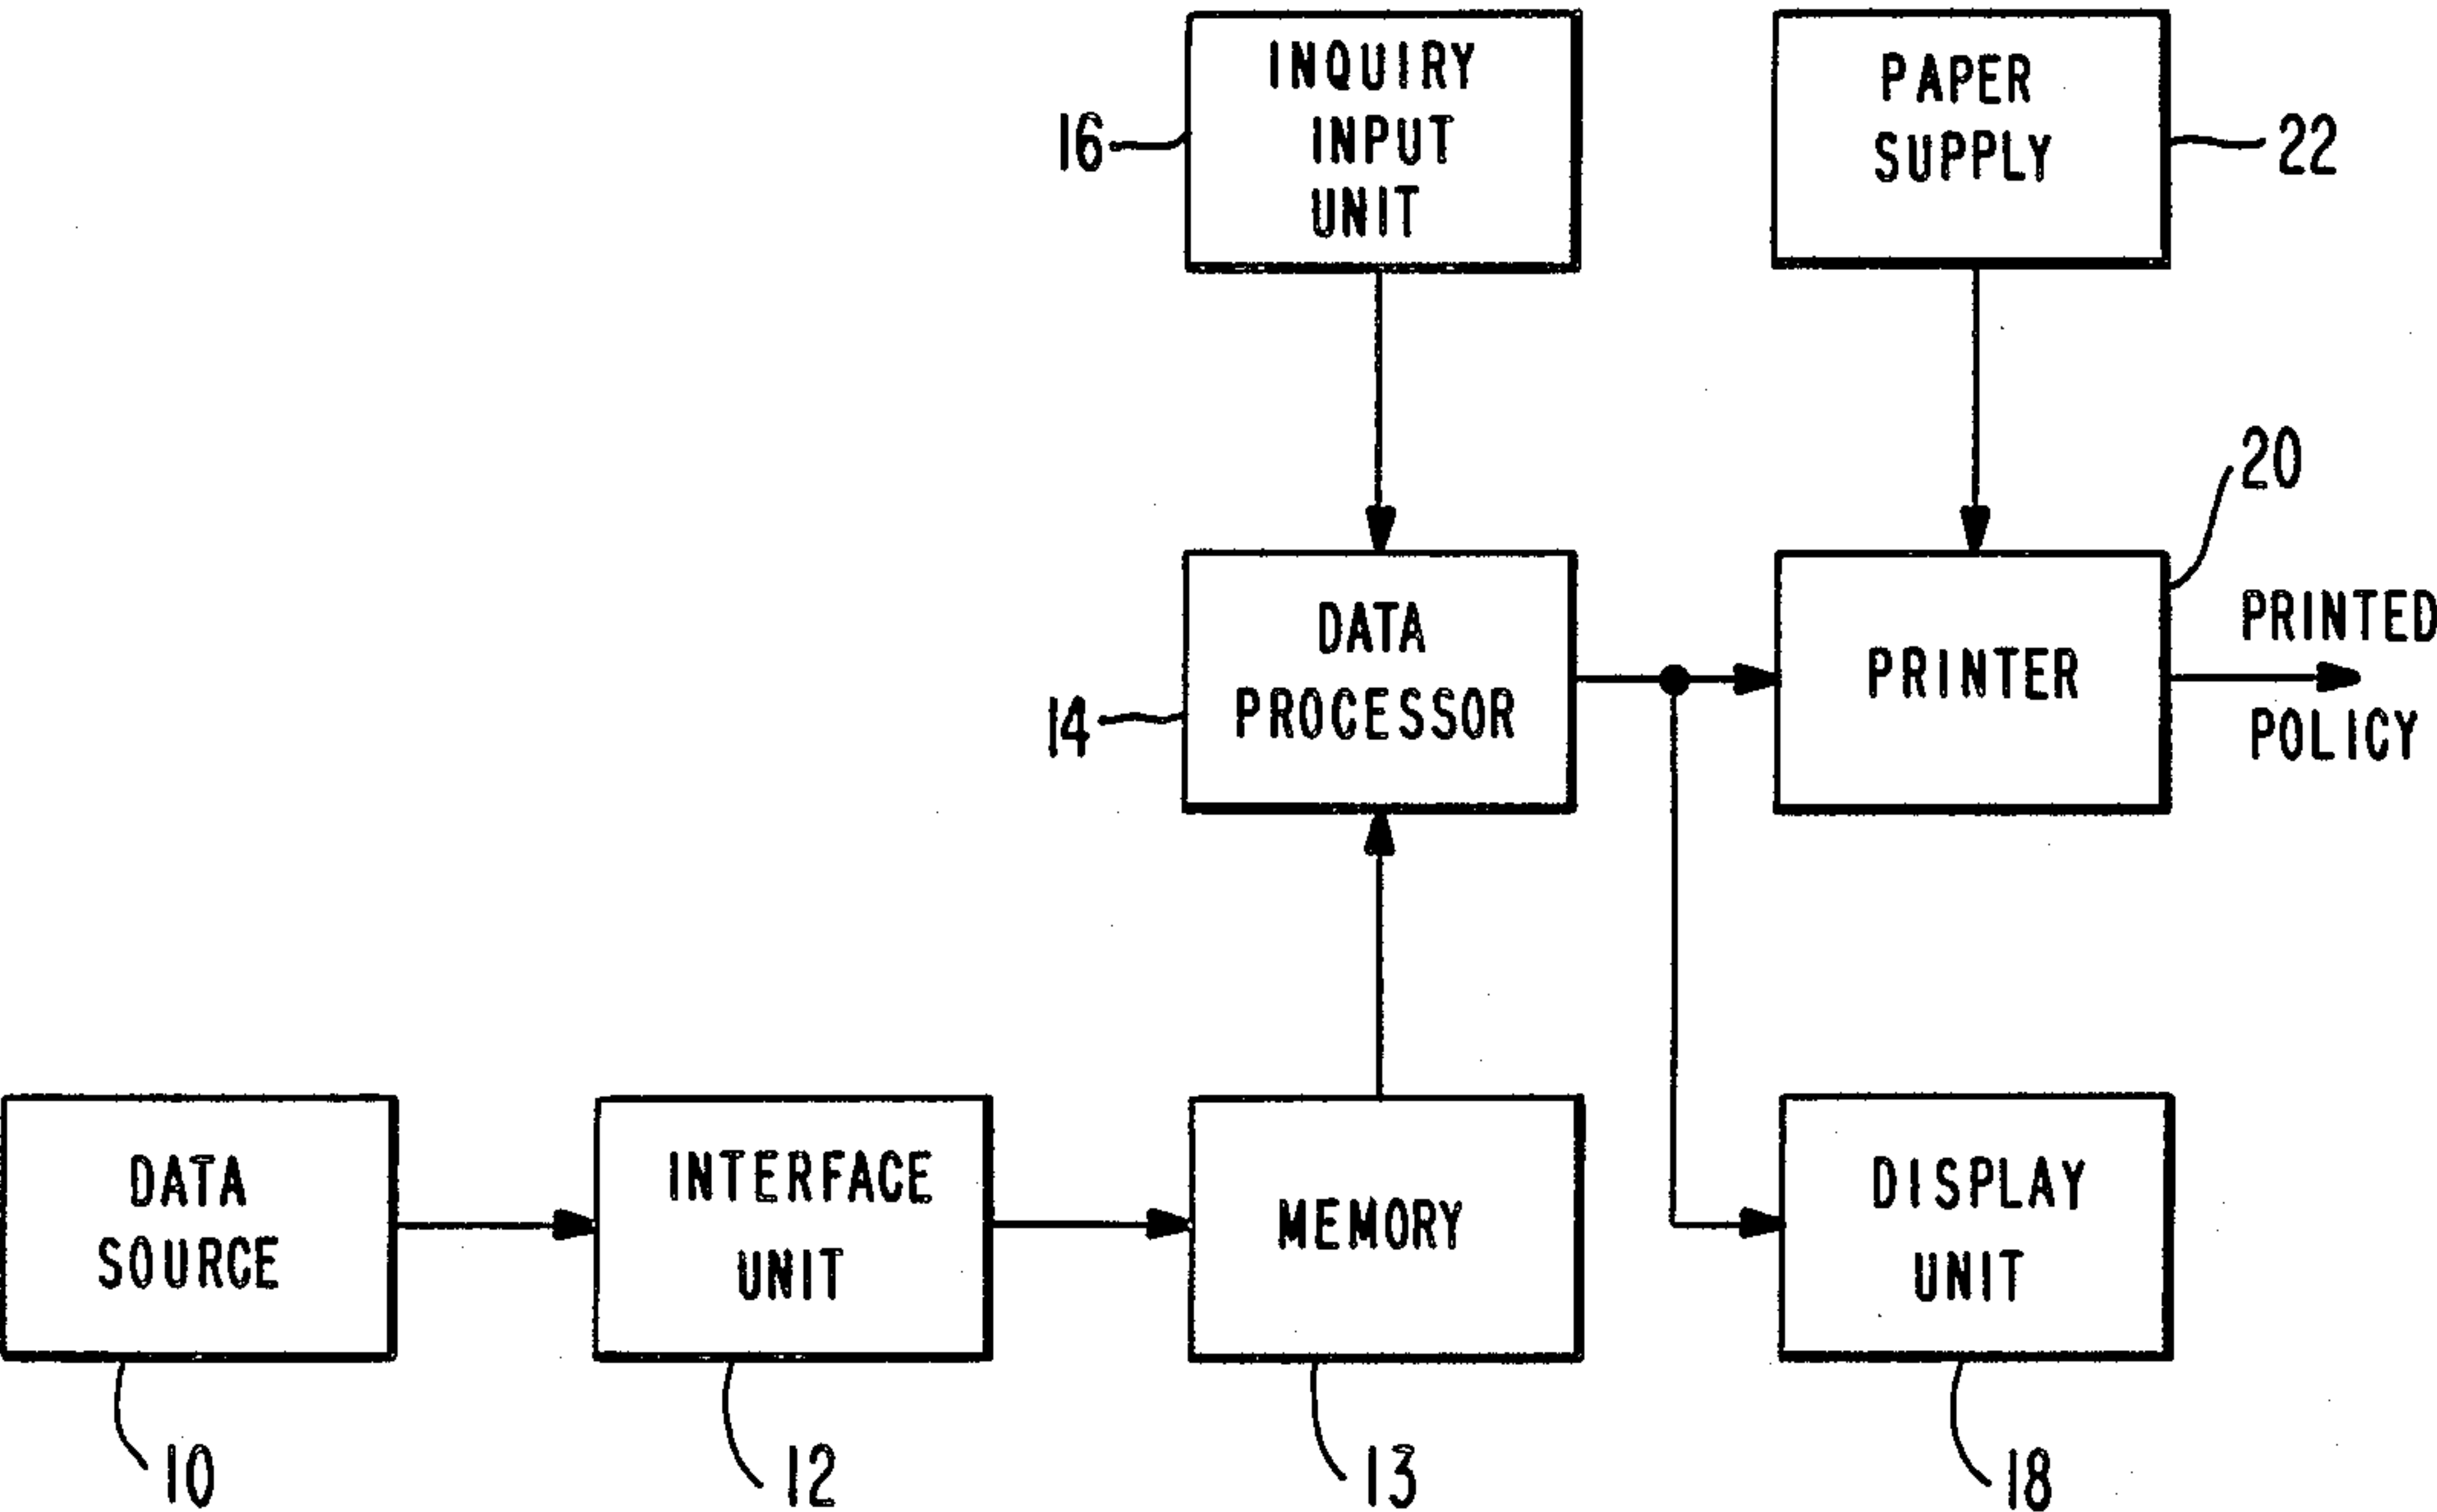 INQUIRY
INPUT
UNIT
16
PAPER
SUPPLY
22
20
DATA
PROCESSOR
14
PRINTER
PRINTED
POLICY
DATA
SOURCE
10
INTERFACE
UNIT
12
MEMORY
13
DISPLAY
UNIT
18